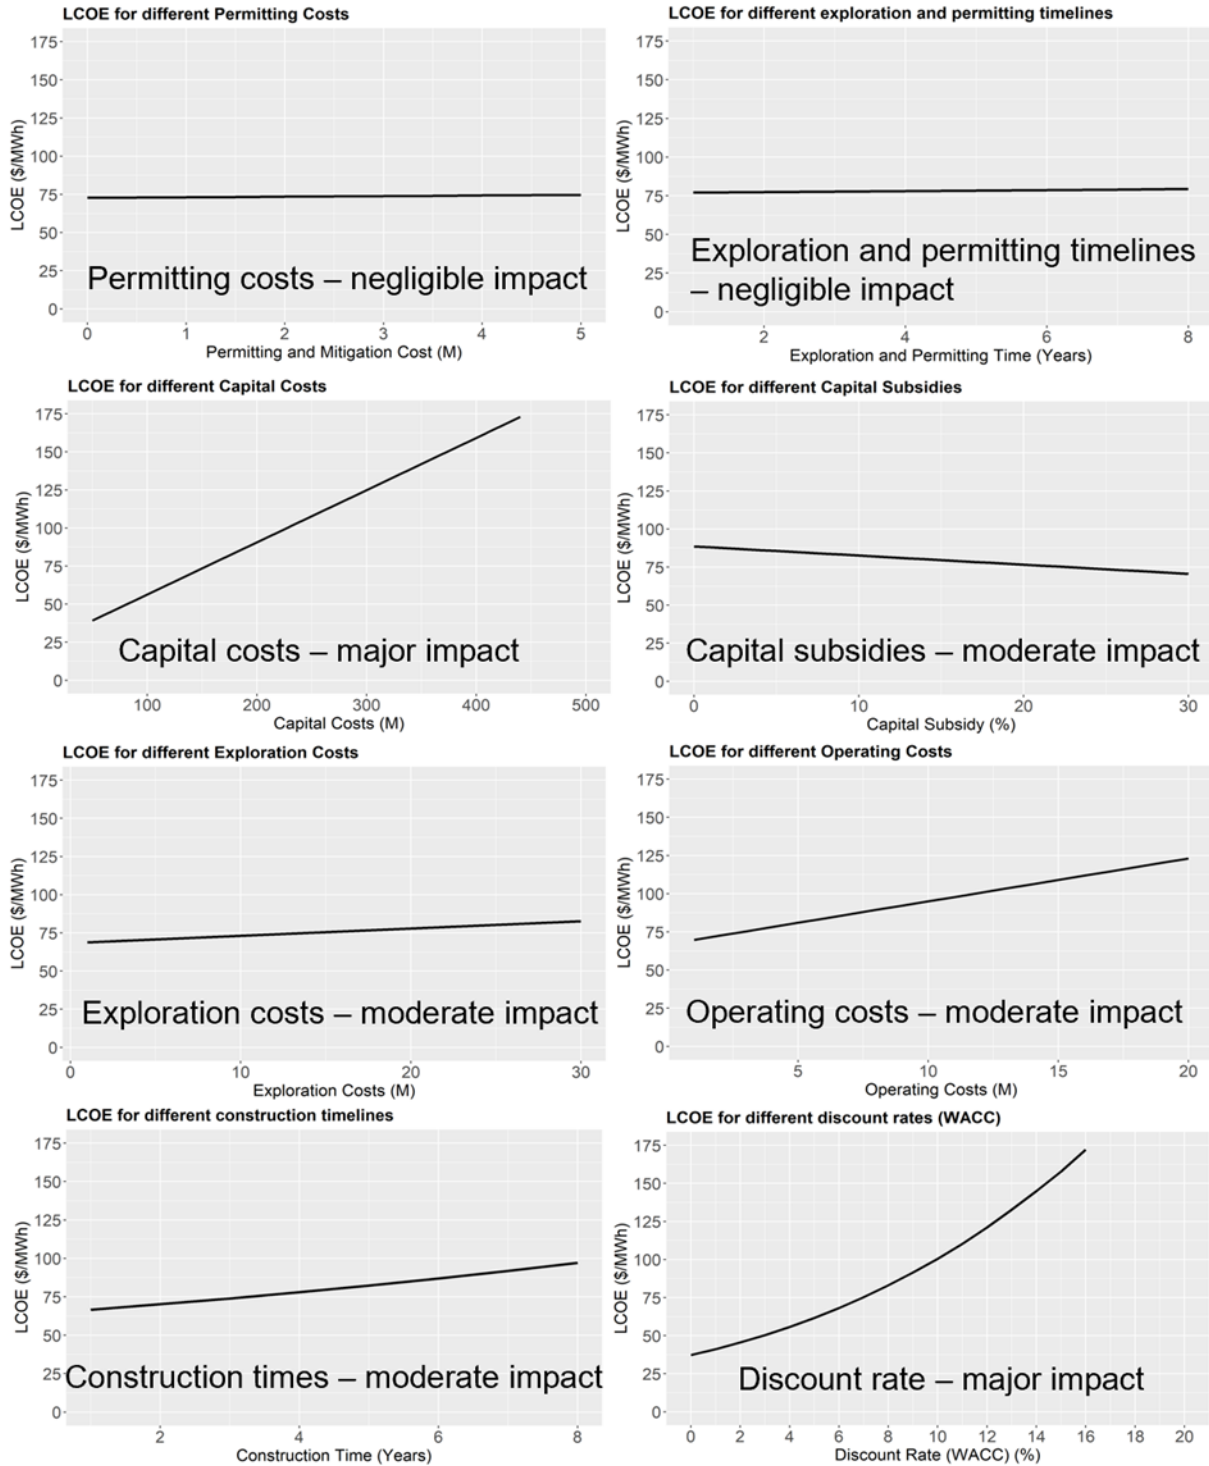 LCOE for different Permitting Costs
175
150
125
100
75
50
25
0
LCOE ($/MWh)
Permitting costs – negligible impact
0 1 2 3 4 5
Permitting and Mitigation Cost (M)
LCOE for different exploration and permitting timelines
175
150
125
100
75
50
25
0
LCOE ($/MWh)
Exploration and permitting timelines
– negligible impact
2 4 6 8
Exploration and Permitting Time (Years)
LCOE for different Capital Costs
175
150
125
100
75
50
25
0
LCOE ($/MWh)
Capital costs – major impact
100 200 300 400 500
Capital Costs (M)
LCOE for different Capital Subsidies
175
150
125
100
75
50
25
0
LCOE ($/MWh)
Capital subsidies – moderate impact
0 10 20 30
Capital Subsidy (%)
LCOE for different Exploration Costs
175
150
125
100
75
50
25
0
LCOE ($/MWh)
Exploration costs – moderate impact
0 10 20 30
Exploration Costs (M)
LCOE for different Operating Costs
175
150
125
100
75
50
25
0
LCOE ($/MWh)
Operating costs – moderate impact
5 10 15 20
Operating Costs (M)
LCOE for different construction timelines
175
150
125
100
75
50
25
0
LCOE ($/MWh)
Construction times – moderate impact
2 4 6 8
Construction Time (Years)
LCOE for different discount rates (WACC)
175
150
125
100
75
50
25
0
LCOE ($/MWh)
Discount rate – major impact
0 2 4 6 8 10 12 14 16 18 20
Discount Rate (WACC) (%)